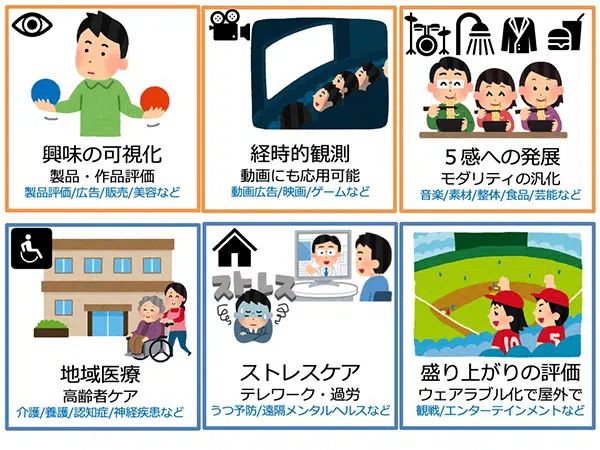 興味の可視化
製品・作品評価
製品評価/広告/販売/美容など
経時的観測
動画にも応用可能
動画広告/映画/ゲームなど
５感への発展
モダリティの汎化
音楽/素材/整体/食品/芸能など
地域医療
高齢者ケア
介護/養護/認知症/神経疾患など
ストレス
ストレスケア
テレワーク・過労
うつ予防/遠隔メンタルヘルスなど
10
5
盛り上がりの評価
ウェアラブル化で屋外で
観戦/エンターテインメントなど